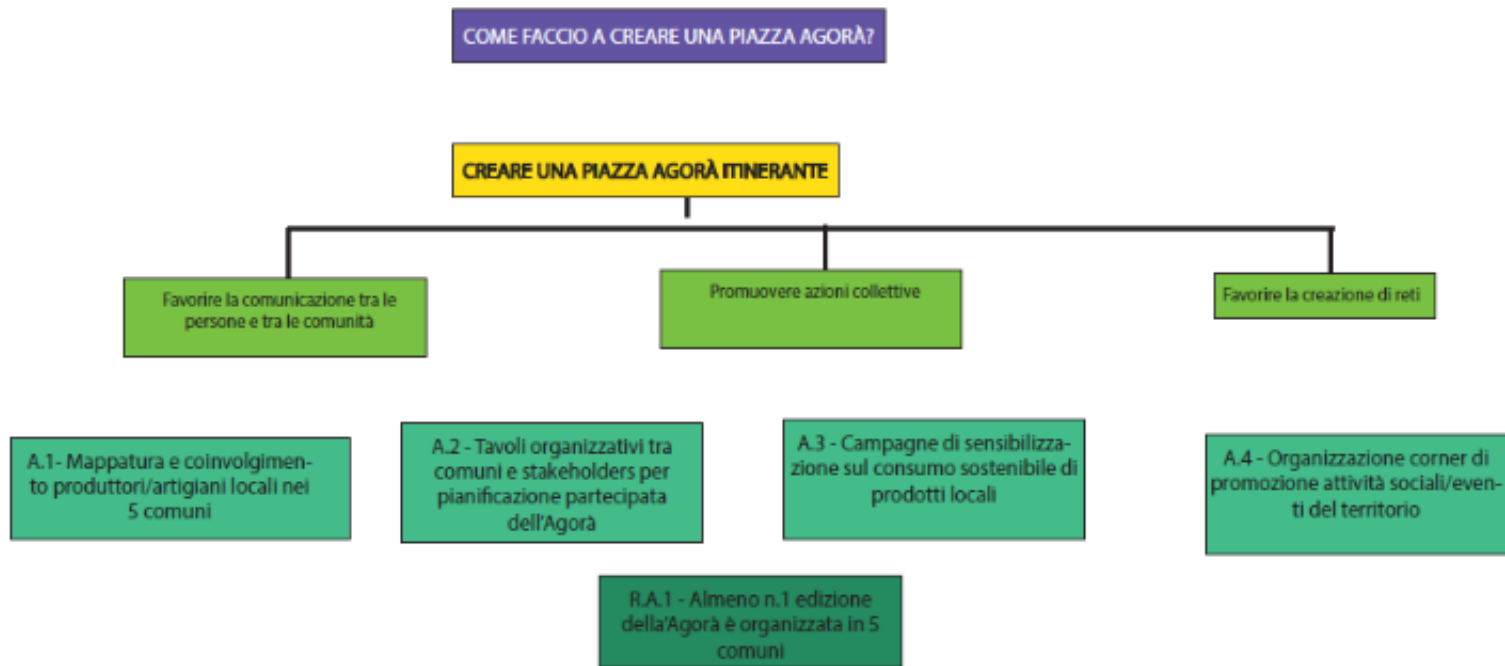 COME FACCIO A CREARE UNA PIAZZA AGORÀ?
CREARE UNA PIAZZA AGORÀ ITINERANTE
Favorire la comunicazione tra le
persone e tra le comunità
Promuovere azioni collettive
Favorire la creazione di reti
A.1- Mappatura e coinvolgimen-
to produttori/artigiani locali nei
5 comuni
A.2 - Tavoli organizzativi tra
comuni e stakeholders per
pianificazione partecipata
dell'Agorà
A.3 - Campagne di sensibilizza-
azione sul consumo sostenibile di
prodotti locali
A.4 - Organizzazione corner di
promozione attività sociali/even-
ti del territorio
R.A.1 - Almeno n.1 edizione
della'Agorà è organizzata in 5
comuni